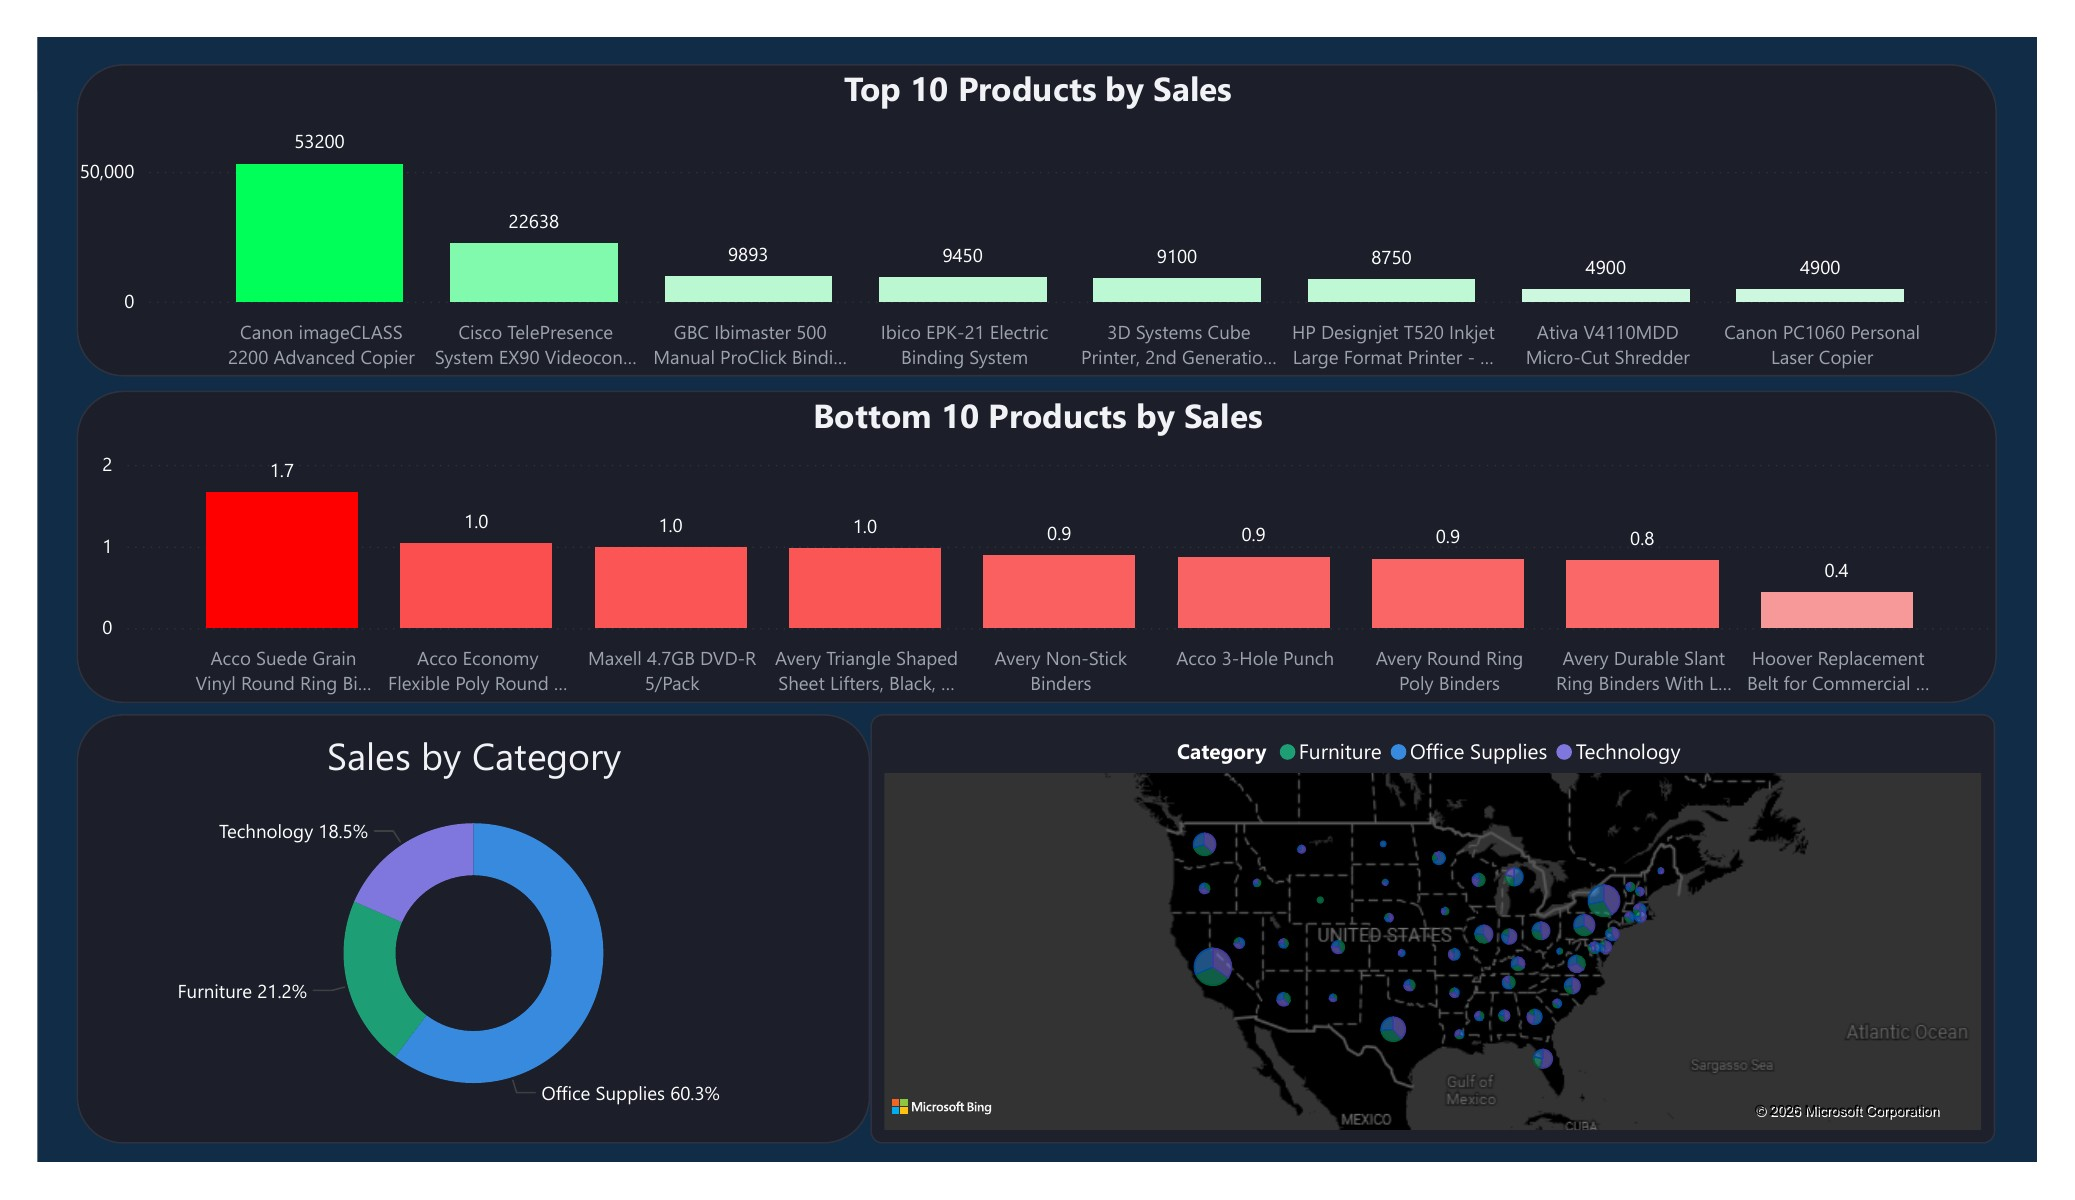 Top 10 Products by Sales
53200
50,000
22638
9893
9450
9100
8750
4900
4900
0
Canon imageCLASS
2200 Advanced Copier
Cisco TelePresence
System EX90 Videocon...
GBC Ibimaster 500
Manual ProClick Bindi...
Ibico EPK-21 Electric
Binding System
3D Systems Cube
Printer, 2nd Generatio...
HP Designjet T520 Inkjet
Large Format Printer - ...
Ativa V4110MDD
Micro-Cut Shredder
Canon PC1060 Personal
Laser Copier
Bottom 10 Products by Sales
2
1.7
1.0
1.0
1.0
0.9
0.9
0.9
0.8
0.4
1
0
Acco Suede Grain
Vinyl Round Ring Bi...
Acco Economy
Flexible Poly Round ...
Maxell 4.7GB DVD-R
5/Pack
Avery Triangle Shaped
Sheet Lifters, Black, ...
Avery Non-Stick
Binders
Acco 3-Hole Punch
Avery Round Ring
Poly Binders
Avery Durable Slant
Ring Binders With L...
Hoover Replacement
Belt for Commercial ...
Sales by Category
Technology 18.5%
Furniture 21.2%
Office Supplies 60.3%
Category Furniture Office Supplies Technology
UNITED STATES
Atlantic Ocean
Sargasso Sea
Gulf of
Mexico
MEXICO
CUBA
Microsoft Bing
© 2026 Microsoft Corporation